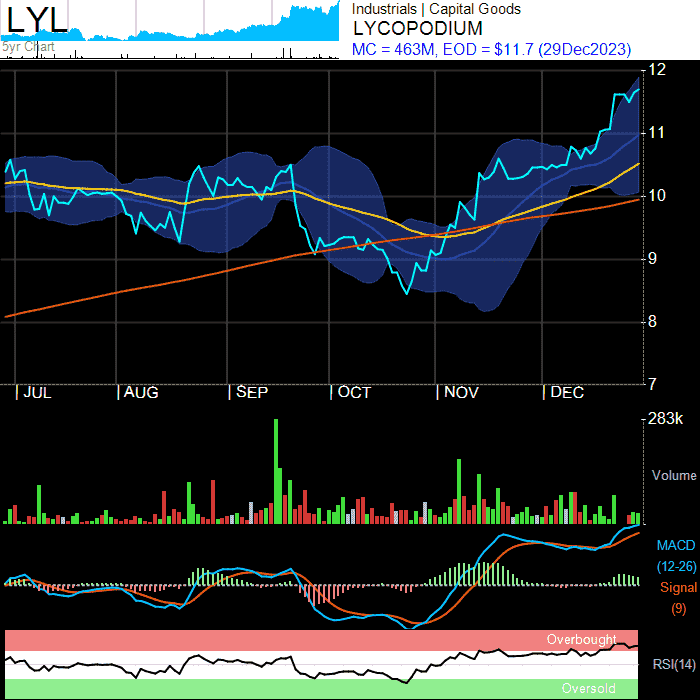 LYL
5yr Chart
Industrials | Capital Goods
LYCOPODIUM
MC = 463M, EOD = $11.7 (29Dec2023)
12
11
10
9
8
7
JUL AUG SEP OCT NOV DEC
283k
Volume
MACD
(12-26)
Signal
(9)
Overbought
RSI(14)
Oversold